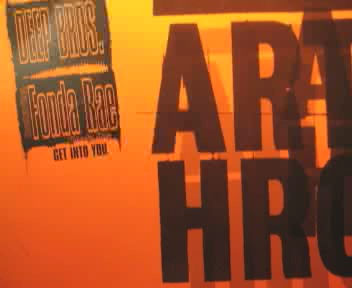 DEEP BROS.
Fonda Rae
GET INTO YOU.
ARA
HRO